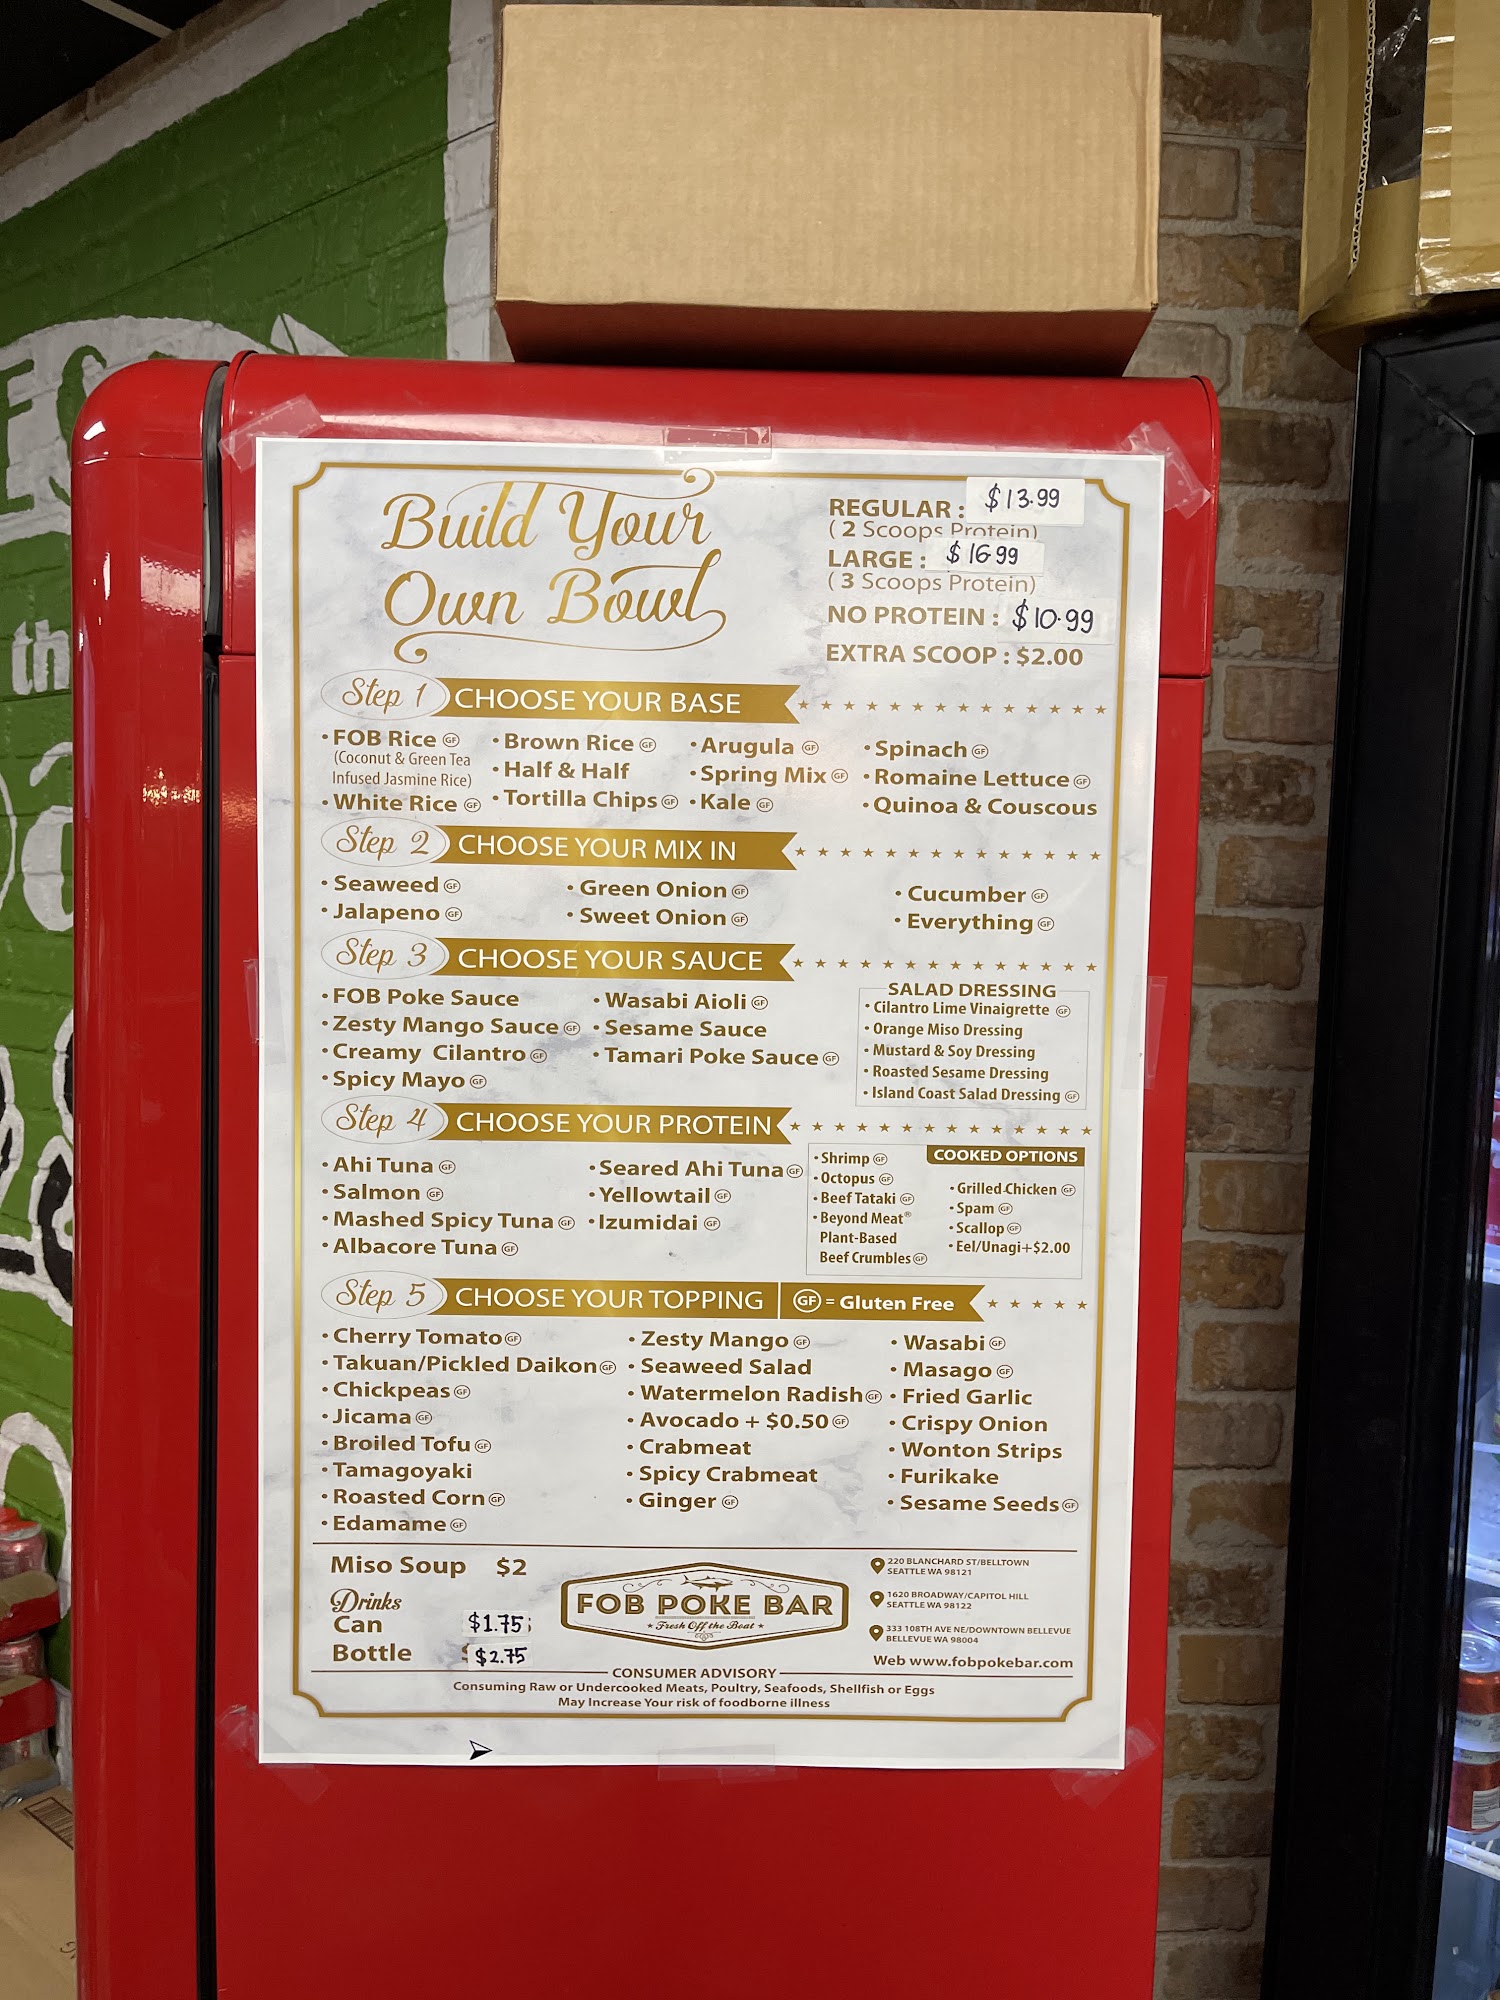 Build Your
Own Bowl
REGULAR : $13.99
( 2 Scoops Protein)
LARGE : $16.99
( 3 Scoops Protein)
NO PROTEIN : $10.99
EXTRA SCOOP : $2.00
Step 1 CHOOSE YOUR BASE
• FOB Rice GF
(Coconut & Green Tea
Infused Jasmine Rice)
• White Rice GF
• Brown Rice GF
• Half & Half
• Tortilla Chips GF
• Arugula GF
• Spring Mix GF
• Kale GF
• Spinach GF
• Romaine Lettuce GF
• Quinoa & Couscous
Step 2 CHOOSE YOUR MIX IN
• Seaweed GF
• Jalapeno GF
• Green Onion GF
• Sweet Onion GF
• Cucumber GF
• Everything GF
Step 3 CHOOSE YOUR SAUCE
• FOB Poke Sauce
• Zesty Mango Sauce GF
• Creamy Cilantro GF
• Spicy Mayo GF
• Wasabi Aioli GF
• Sesame Sauce
• Tamari Poke Sauce GF
SALAD DRESSING
• Cilantro Lime Vinaigrette GF
• Orange Miso Dressing
• Mustard & Soy Dressing
• Roasted Sesame Dressing
• Island Coast Salad Dressing GF
Step 4 CHOOSE YOUR PROTEIN
• Ahi Tuna GF
• Salmon GF
• Mashed Spicy Tuna GF
• Albacore Tuna GF
• Seared Ahi Tuna GF
• Yellowtail GF
• Izumidai GF
COOKED OPTIONS
• Shrimp GF
• Octopus GF
• Beef Tataki GF
• Beyond Meat®
Plant-Based
Beef Crumbles GF
• Grilled Chicken GF
• Spam GF
• Scallop GF
• Eel/Unagi+$2.00
Step 5 CHOOSE YOUR TOPPING GF = Gluten Free
• Cherry Tomato GF
• Takuan/Pickled Daikon GF
• Chickpeas GF
• Jicama GF
• Broiled Tofu GF
• Tamagoyaki
• Roasted Corn GF
• Edamame GF
• Zesty Mango GF
• Seaweed Salad
• Watermelon Radish GF
• Avocado + $0.50 GF
• Crabmeat
• Spicy Crabmeat
• Ginger GF
• Wasabi GF
• Masago GF
• Fried Garlic
• Crispy Onion
• Wonton Strips
• Furikake
• Sesame Seeds GF
Miso Soup $2
Drinks
Can $1.75
Bottle $2.75
FOB POKE BAR
Fresh Off the Boat
220 BLANCHARD ST/BELLTOWN
SEATTLE WA 98121
1620 BROADWAY/CAPITOL HILL
SEATTLE WA 98122
333 108TH AVE NE/DOWNTOWN BELLEVUE
BELLEVUE WA 98004
Web www.fobpokebar.com
CONSUMER ADVISORY
Consuming Raw or Undercooked Meats, Poultry, Seafoods, Shellfish or Eggs
May Increase Your risk of foodborne illness
th